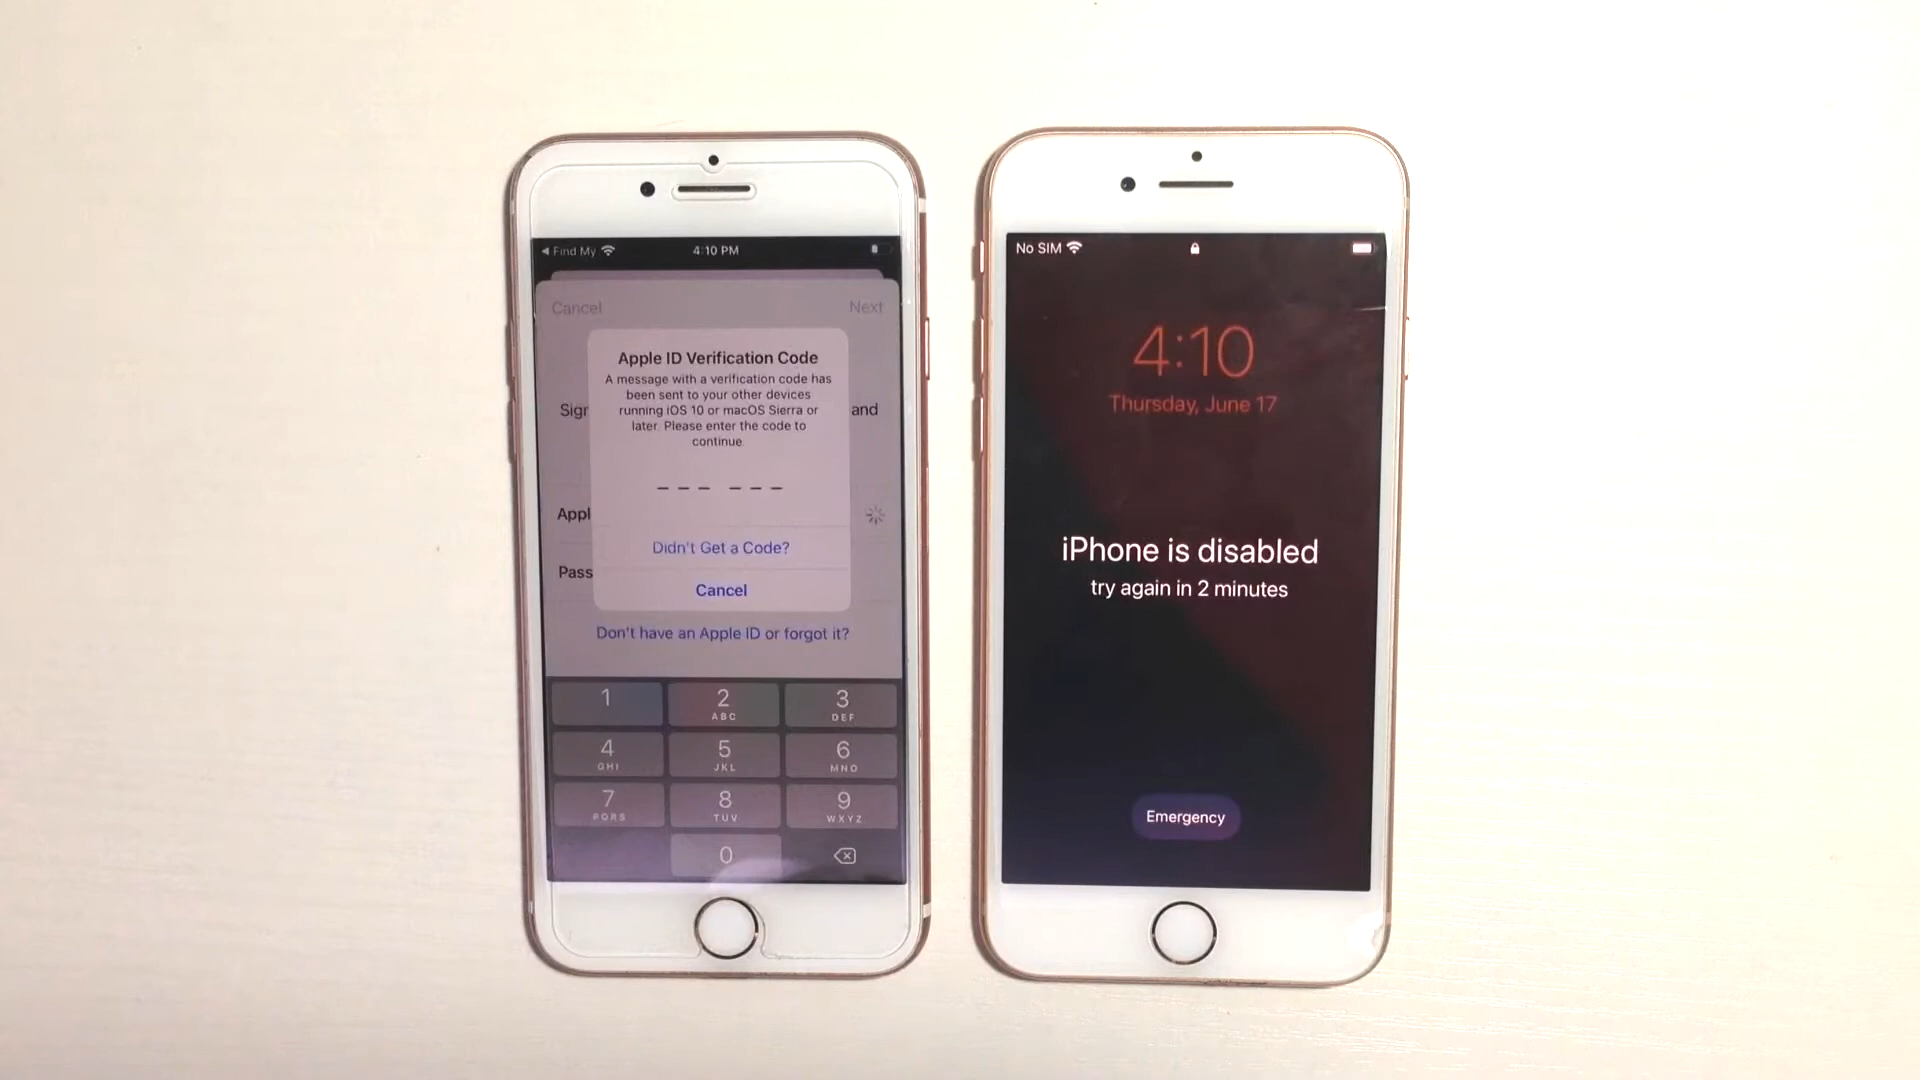 Find My
4:10 PM
Cancel Next
Apple ID Verification Code
A message with a verification code has
been sent to your other devices
running iOS 10 or macOS Sierra or
later. Please enter the code to
continue.
and
Didn't Get a Code?
Cancel
Don't have an Apple ID or forgot it?
1
2 ABC
3 DEF
4 GHI
5 JKL
6 MNO
7 PQRS
8 TUV
9 WXYZ
0
No SIM
4:10
Thursday, June 17
iPhone is disabled
try again in 2 minutes
Emergency